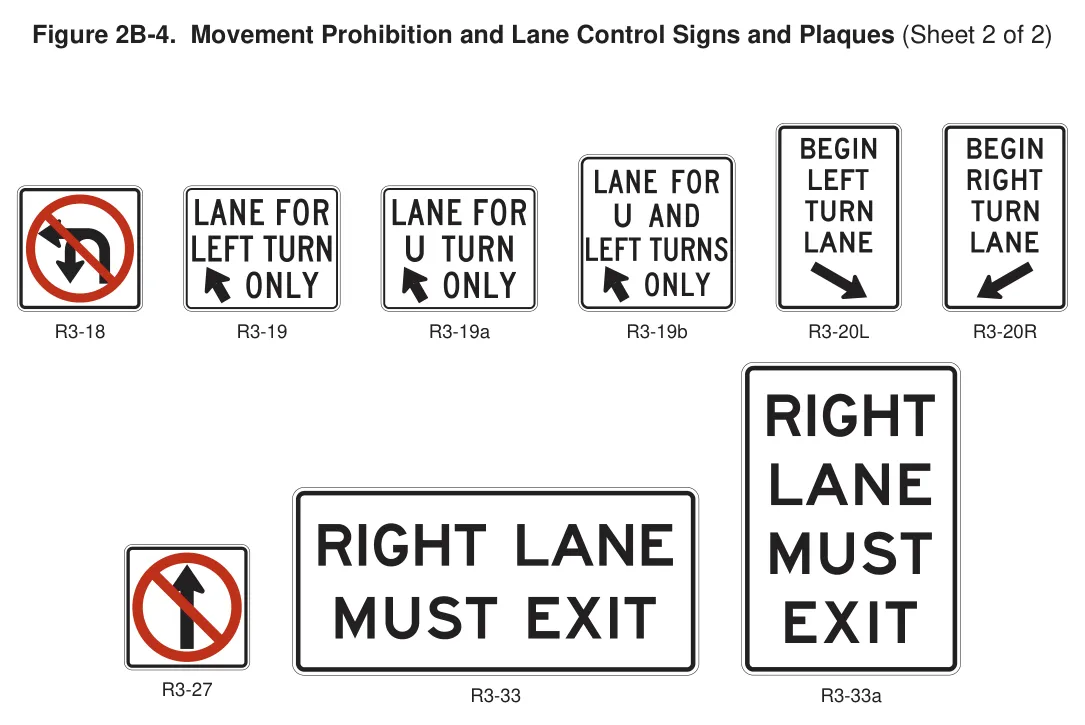 Figure 2B-4. Movement Prohibition and Lane Control Signs and Plaques (Sheet 2 of 2)
R3-18
LANE FOR
LEFT TURN
ONLY
R3-19
LANE FOR
U TURN
ONLY
R3-19a
LANE FOR
U AND
LEFT TURNS
ONLY
R3-19b
BEGIN
LEFT
TURN
LANE
R3-20L
BEGIN
RIGHT
TURN
LANE
R3-20R
R3-27
RIGHT LANE
MUST EXIT
R3-33
RIGHT
LANE
MUST
EXIT
R3-33a